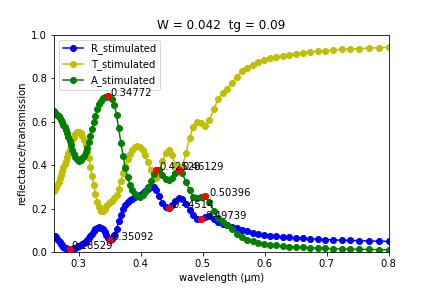 W = 0.042  tg = 0.09
R_stimulated
T_stimulated
A_stimulated
reflectance/transmission
1.0
0.8
0.6
0.4
0.2
0.0
0.34772
0.50396
0.49739
0.35092
0.28529
0.3
0.4
0.5
0.6
0.7
0.8
wavelength (μm)